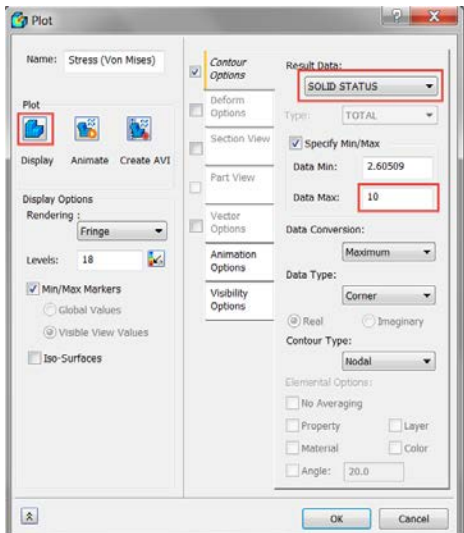 Plot
Name: Stress (Von Mises)
Plot
Display Animate Create AVI
Display Options
Rendering :
Fringe
Levels: 18
Min/Max Markers
Global Values
Visible View Values
Iso-Surfaces
Contour
Options
Deform
Options
Section View
Part View
Vector
Options
Animation
Options
Visibility
Options
Result Data:
SOLID STATUS
Type: TOTAL
Specify Min/Max
Data Min: 2.60509
Data Max: 10
Data Conversion:
Maximum
Data Type:
Corner
Real Imaginary
Contour Type:
Nodal
Elemental Options:
No Averaging
Property Layer
Material Color
Angle: 20.0
OK Cancel